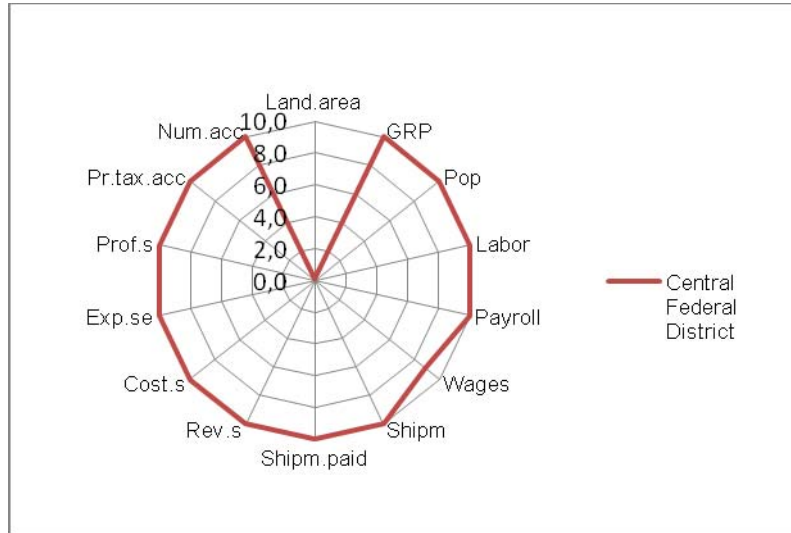 Land.area
10,0
Num.acc
GRP
8,0
Pr.tax.acc
Pop
6,0
4,0
Prof.s
Labor
2,0
0,0
Exp.se
Payroll
Central
Federal
District
Cost.s
Wages
Rev.s
Shipm
Shipm.paid